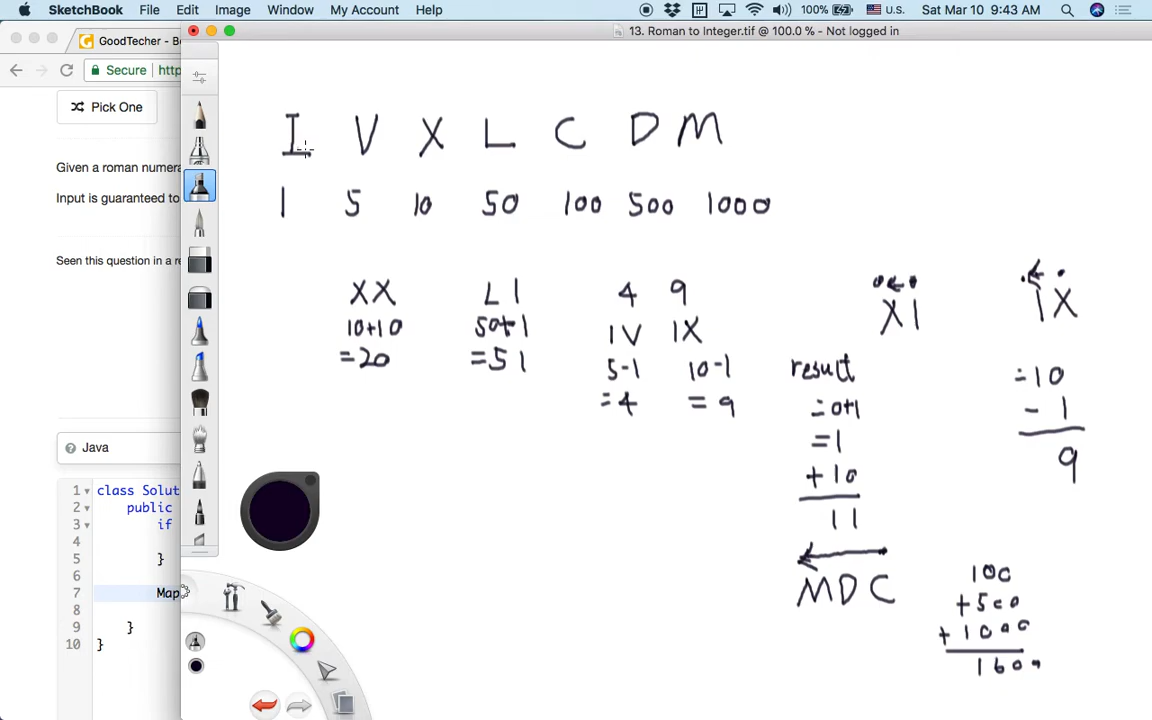 SketchBook File Edit Image Window My Account Help 100% U.S. Sat Mar 10 9:43 AM
GoodTecher - B
13. Roman to Integer.tif @ 100.0 % - Not logged in
Secure http
Pick One
Given a roman numera
Input is guaranteed to
Seen this question in a re
Java
1 class Solut
2 public
3 if
4
5 }
6
7 Map
8
9 }
10 }
I V X L C D M
1 5 10 50 100 500 1000
XX LI 4 9
10+10 50+1 IV IX
=20 =51 5-1 10-1
=4 =9
XI
result
=0+1
=1
+10
11
IX
=10
-1
9
MDC
100
+500
+1000
1600